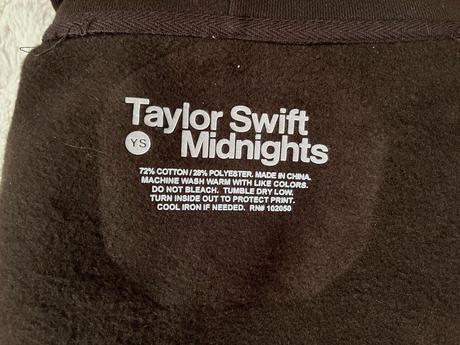 Taylor Swift
YS Midnights
72% COTTON / 28% POLYESTER. MADE IN CHINA.
MACHINE WASH WARM WITH LIKE COLORS.
DO NOT BLEACH. TUMBLE DRY LOW.
TURN INSIDE OUT TO PROTECT PRINT.
COOL IRON IF NEEDED. RN# 102050